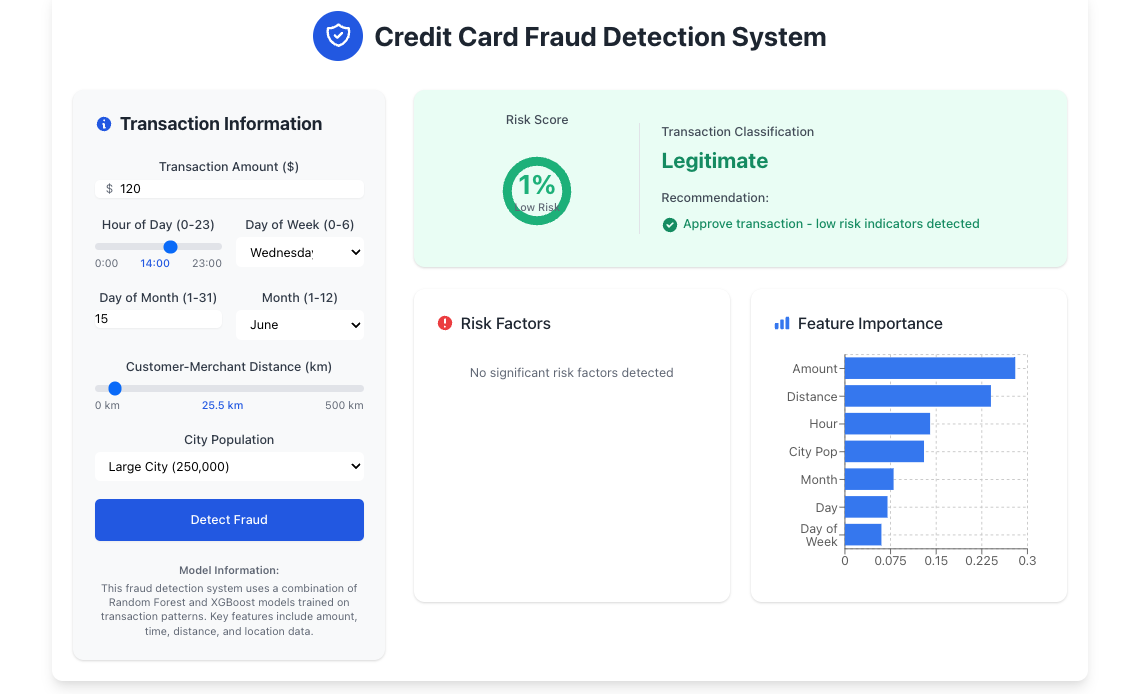 Credit Card Fraud Detection System
Transaction Information
Transaction Amount ($)
$ 120
Hour of Day (0-23)
0:00 14:00 23:00
Day of Week (0-6)
Wednesday
Day of Month (1-31)
15
Month (1-12)
June
Customer-Merchant Distance (km)
0 km 25.5 km 500 km
City Population
Large City (250,000)
Detect Fraud
Model Information:
This fraud detection system uses a combination of
Random Forest and XGBoost models trained on
transaction patterns. Key features include amount,
time, distance, and location data.
Risk Score
1%
Low Risk
Transaction Classification
Legitimate
Recommendation:
Approve transaction - low risk indicators detected
Risk Factors
No significant risk factors detected
Feature Importance
Amount
Distance
Hour
City Pop
Month
Day
Day of
Week
0 0.075 0.15 0.225 0.3